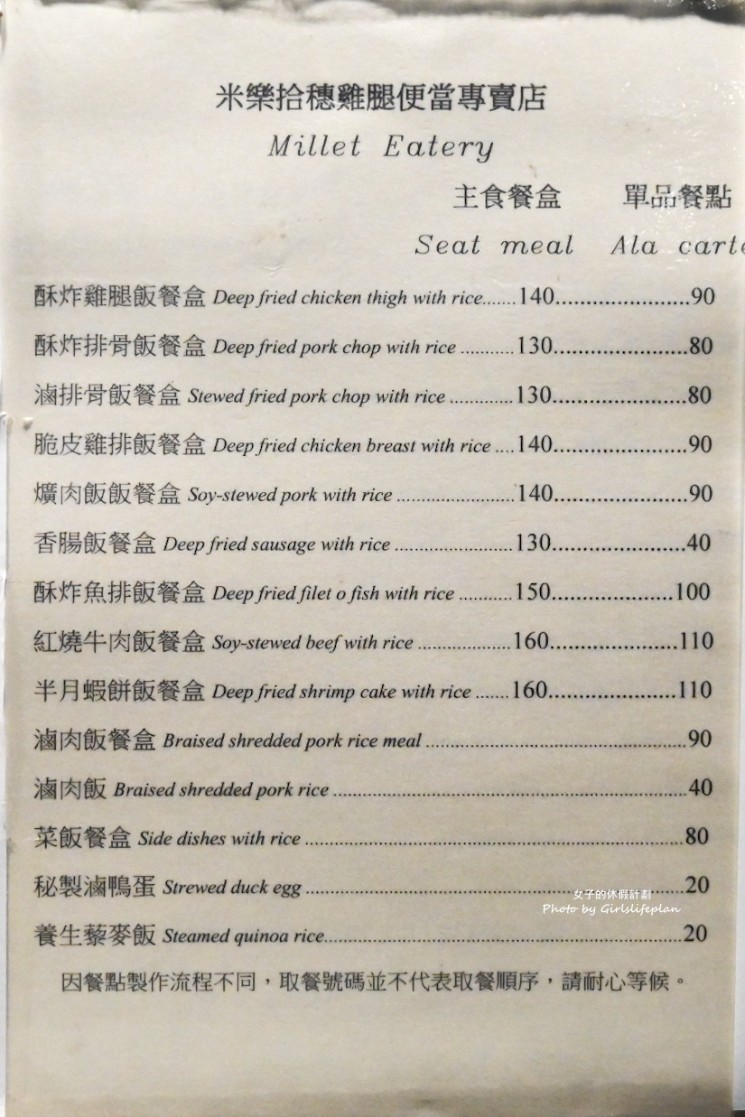 米樂拾穗雞腿便當專賣店
Millet Eatery
主食餐盒 單品餐點
Seat meal Ala carte
酥炸雞腿飯餐盒 Deep fried chicken thigh with rice.......140.......................90
酥炸排骨飯餐盒 Deep fried pork chop with rice ...........130.......................80
滷排骨飯餐盒 Stewed fried pork chop with rice .............130.......................80
脆皮雞排飯餐盒 Deep fried chicken breast with rice ....140.......................90
爌肉飯飯餐盒 Soy-stewed pork with rice ........................140.......................90
香腸飯餐盒 Deep fried sausage with rice ........................130.......................40
酥炸魚排飯餐盒 Deep fried filet o fish with rice ...........150.....................100
紅燒牛肉飯餐盒 Soy-stewed beef with rice ...................160......................110
半月蝦餅飯餐盒 Deep fried shrimp cake with rice .......160......................110
滷肉飯餐盒 Braised shredded pork rice meal .....................................................90
滷肉飯 Braised shredded pork rice ........................................................................40
菜飯餐盒 Side dishes with rice .............................................................................80
秘製滷鴨蛋 Strewed duck egg .............................................................................20
養生藜麥飯 Steamed quinoa rice.........................................................................20
因餐點製作流程不同，取餐號碼並不代表取餐順序，請耐心等候。
女子的休假計劃
Photo by Girlslifeplan